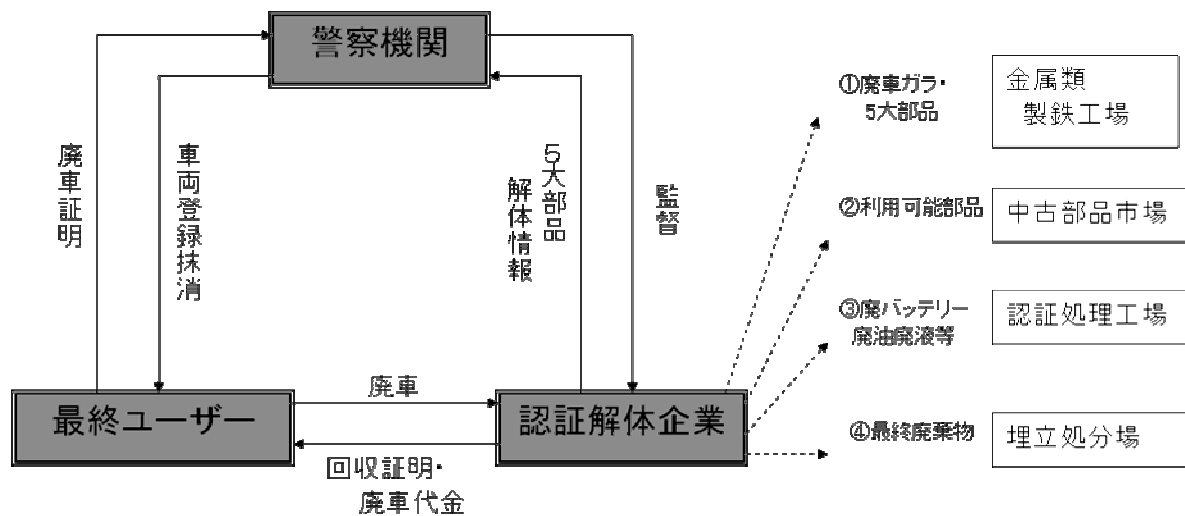 警察機関
①廃車ガラ・
5大部品
金属類
製鉄工場
廃車証明
車両登録抹消
5大部品
解体情報
監督
②利用可能部品
中古部品市場
③廃バッテリー
廃油廃液等
認証処理工場
最終ユーザー
廃車
認証解体企業
④最終廃棄物
埋立処分場
回収証明・
廃車代金